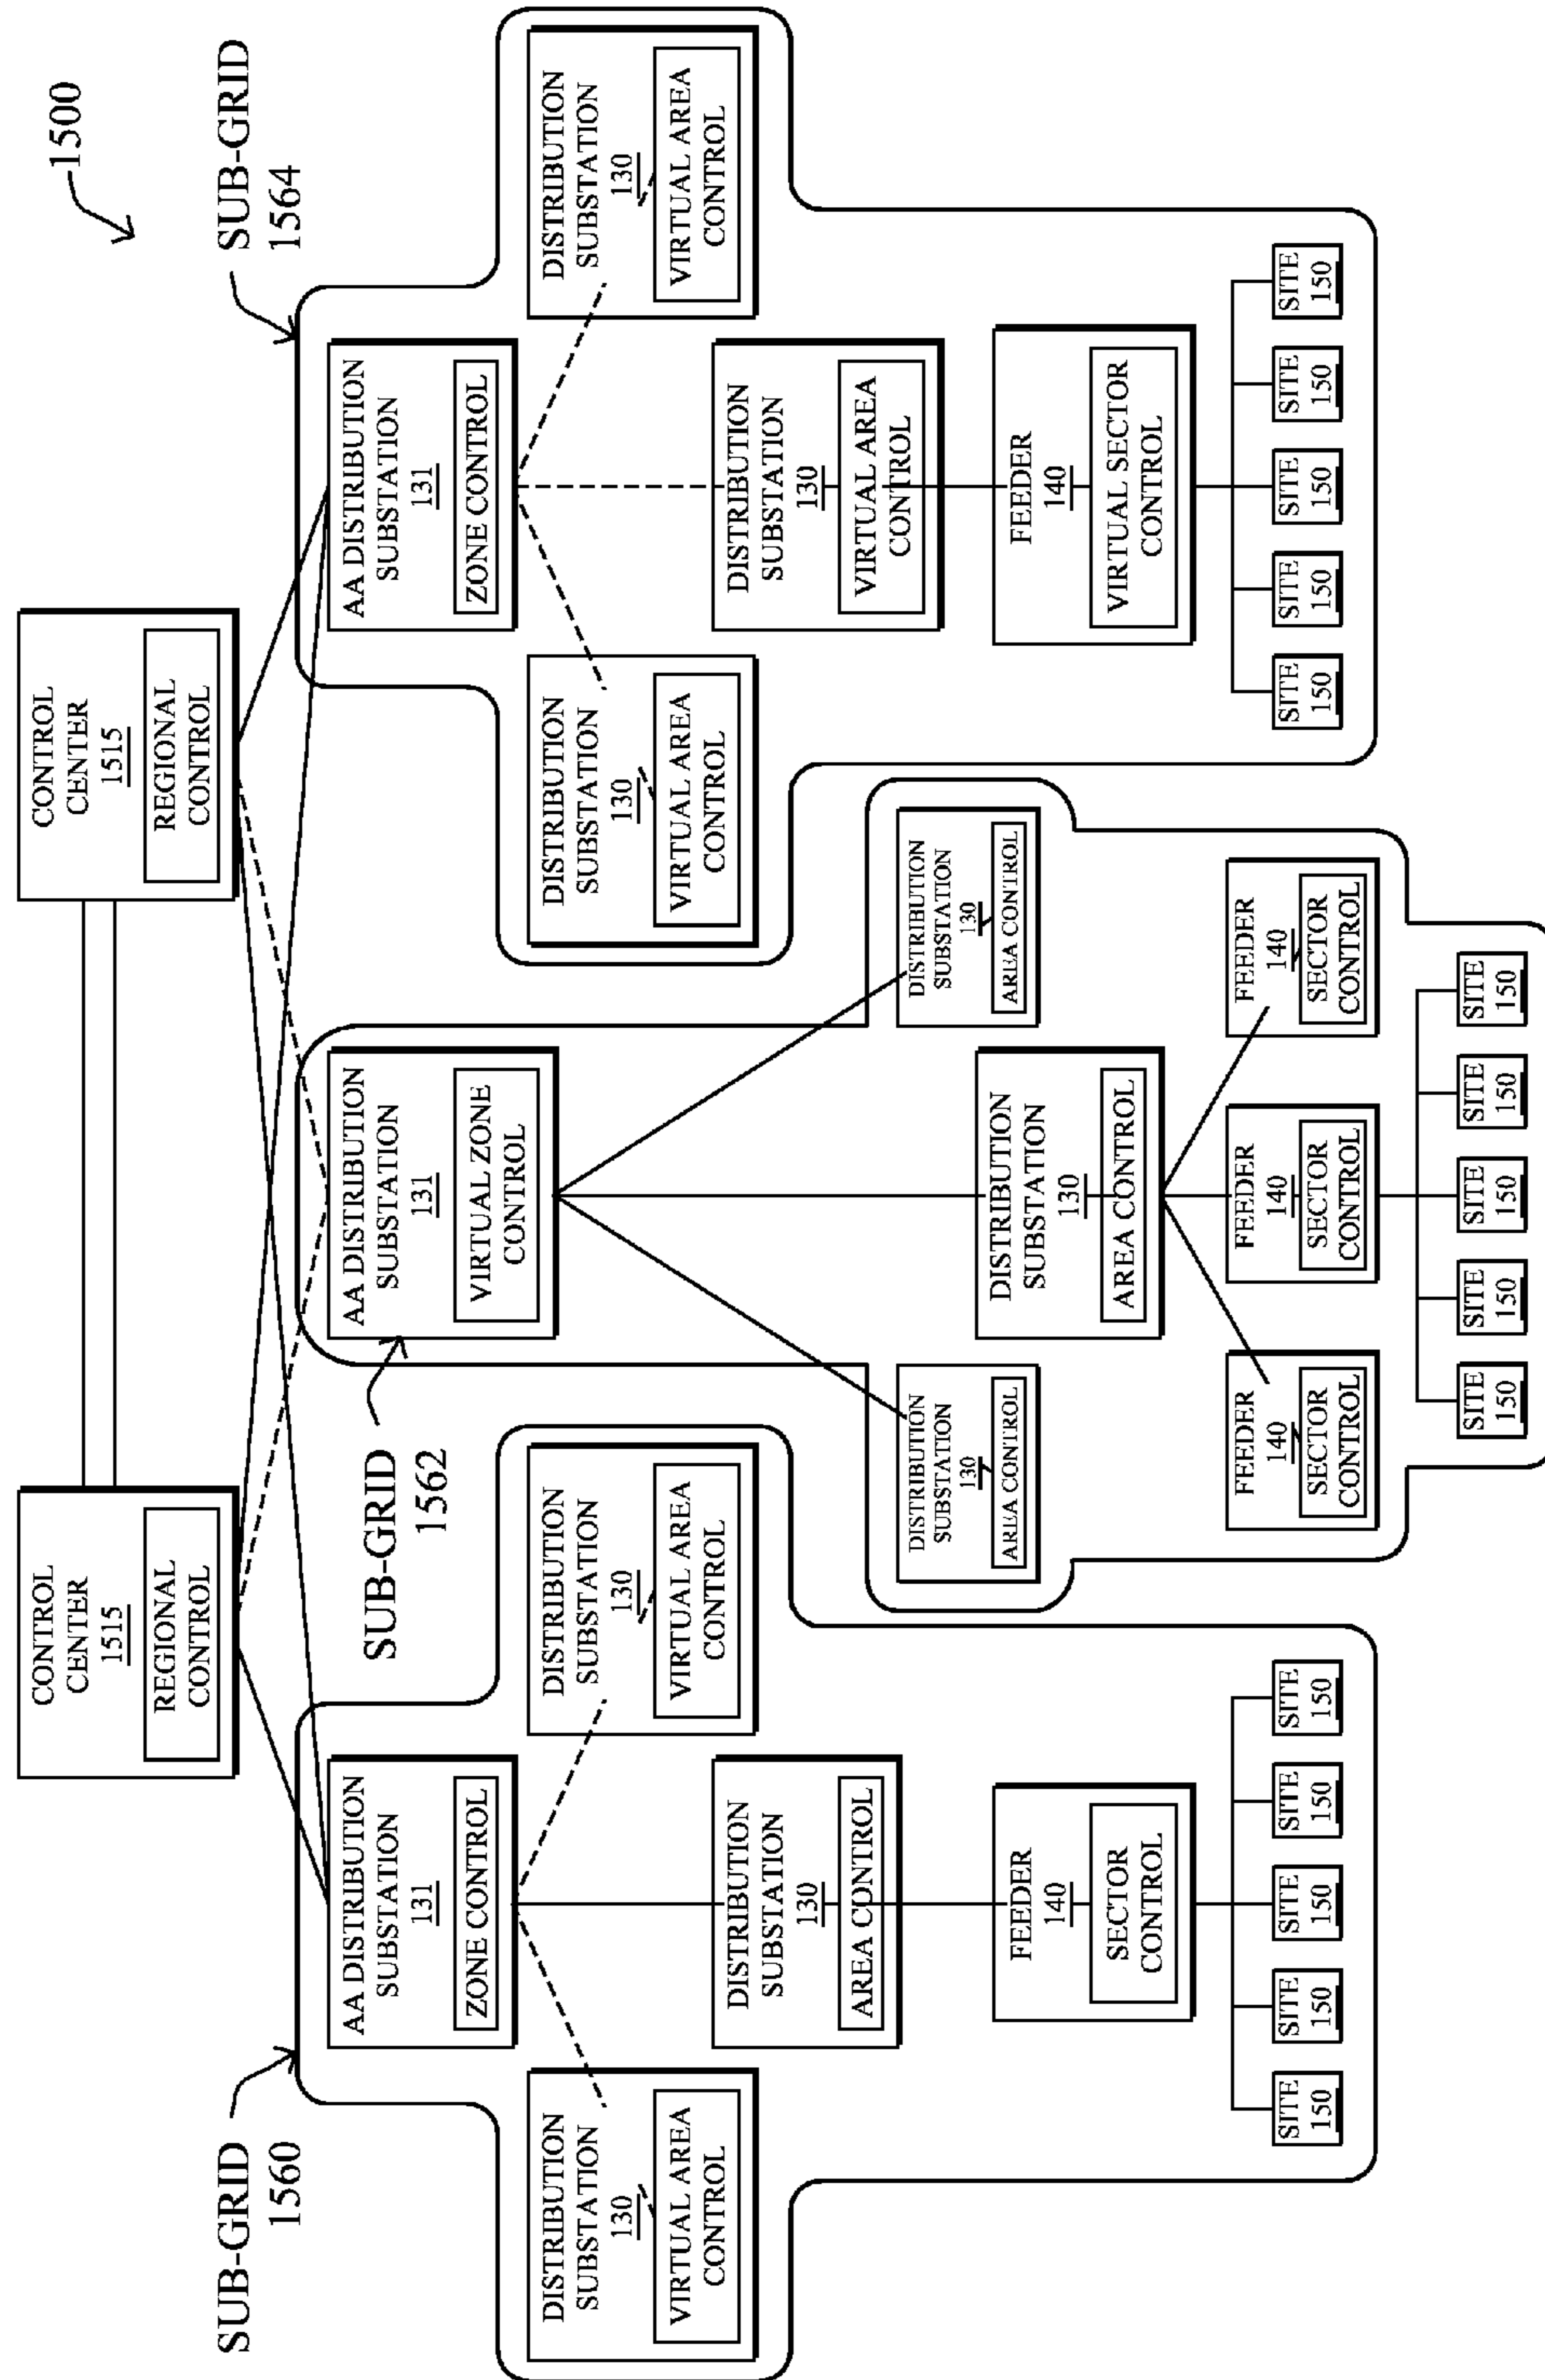 1500
CONTROL
CENTER
1515
REGIONAL
CONTROL
CONTROL
CENTER
1515
REGIONAL
CONTROL
SUB-GRID
1560
AA DISTRIBUTION
SUBSTATION
131
ZONE CONTROL
DISTRIBUTION
SUBSTATION
130
VIRTUAL AREA
CONTROL
DISTRIBUTION
SUBSTATION
130
VIRTUAL AREA
CONTROL
DISTRIBUTION
SUBSTATION
130
AREA CONTROL
FEEDER
140
SECTOR
CONTROL
SITE
150
SITE
150
SITE
150
SITE
150
SITE
150
SUB-GRID
1562
AA DISTRIBUTION
SUBSTATION
131
VIRTUAL ZONE
CONTROL
DISTRIBUTION
SUBSTATION
130
AREA CONTROL
DISTRIBUTION
SUBSTATION
130
AREA CONTROL
DISTRIBUTION
SUBSTATION
130
AREA CONTROL
FEEDER
140
SECTOR
CONTROL
FEEDER
140
SECTOR
CONTROL
FEEDER
140
SECTOR
CONTROL
SITE
150
SITE
150
SITE
150
SITE
150
SITE
150
SUB-GRID
1564
AA DISTRIBUTION
SUBSTATION
131
ZONE CONTROL
DISTRIBUTION
SUBSTATION
130
VIRTUAL AREA
CONTROL
DISTRIBUTION
SUBSTATION
130
VIRTUAL AREA
CONTROL
DISTRIBUTION
SUBSTATION
130
VIRTUAL AREA
CONTROL
FEEDER
140
VIRTUAL SECTOR
CONTROL
SITE
150
SITE
150
SITE
150
SITE
150
SITE
150